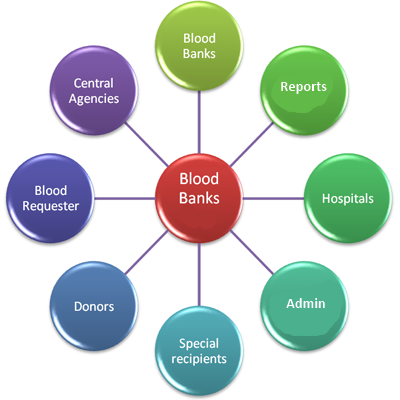 Blood
Banks
Reports
Hospitals
Admin
Special
recipients
Donors
Blood
Requester
Central
Agencies
Blood
Banks